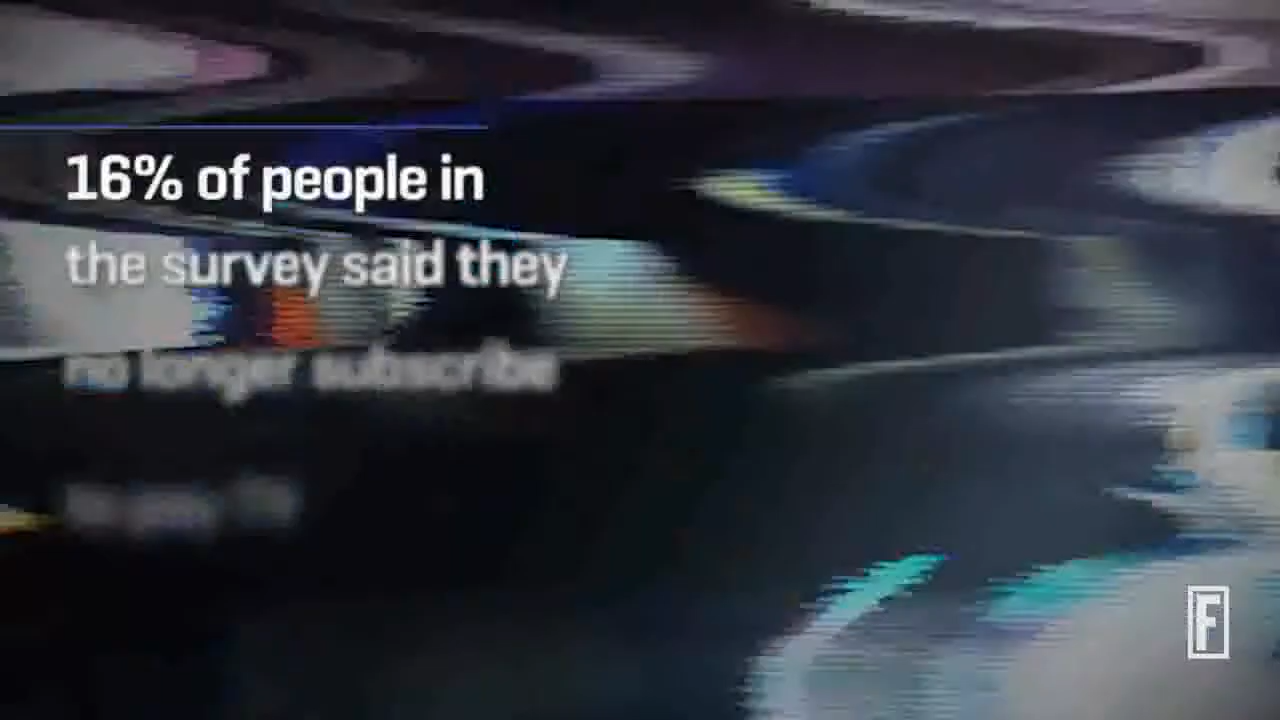 16% of people in
the survey said they
no longer subscribe
F